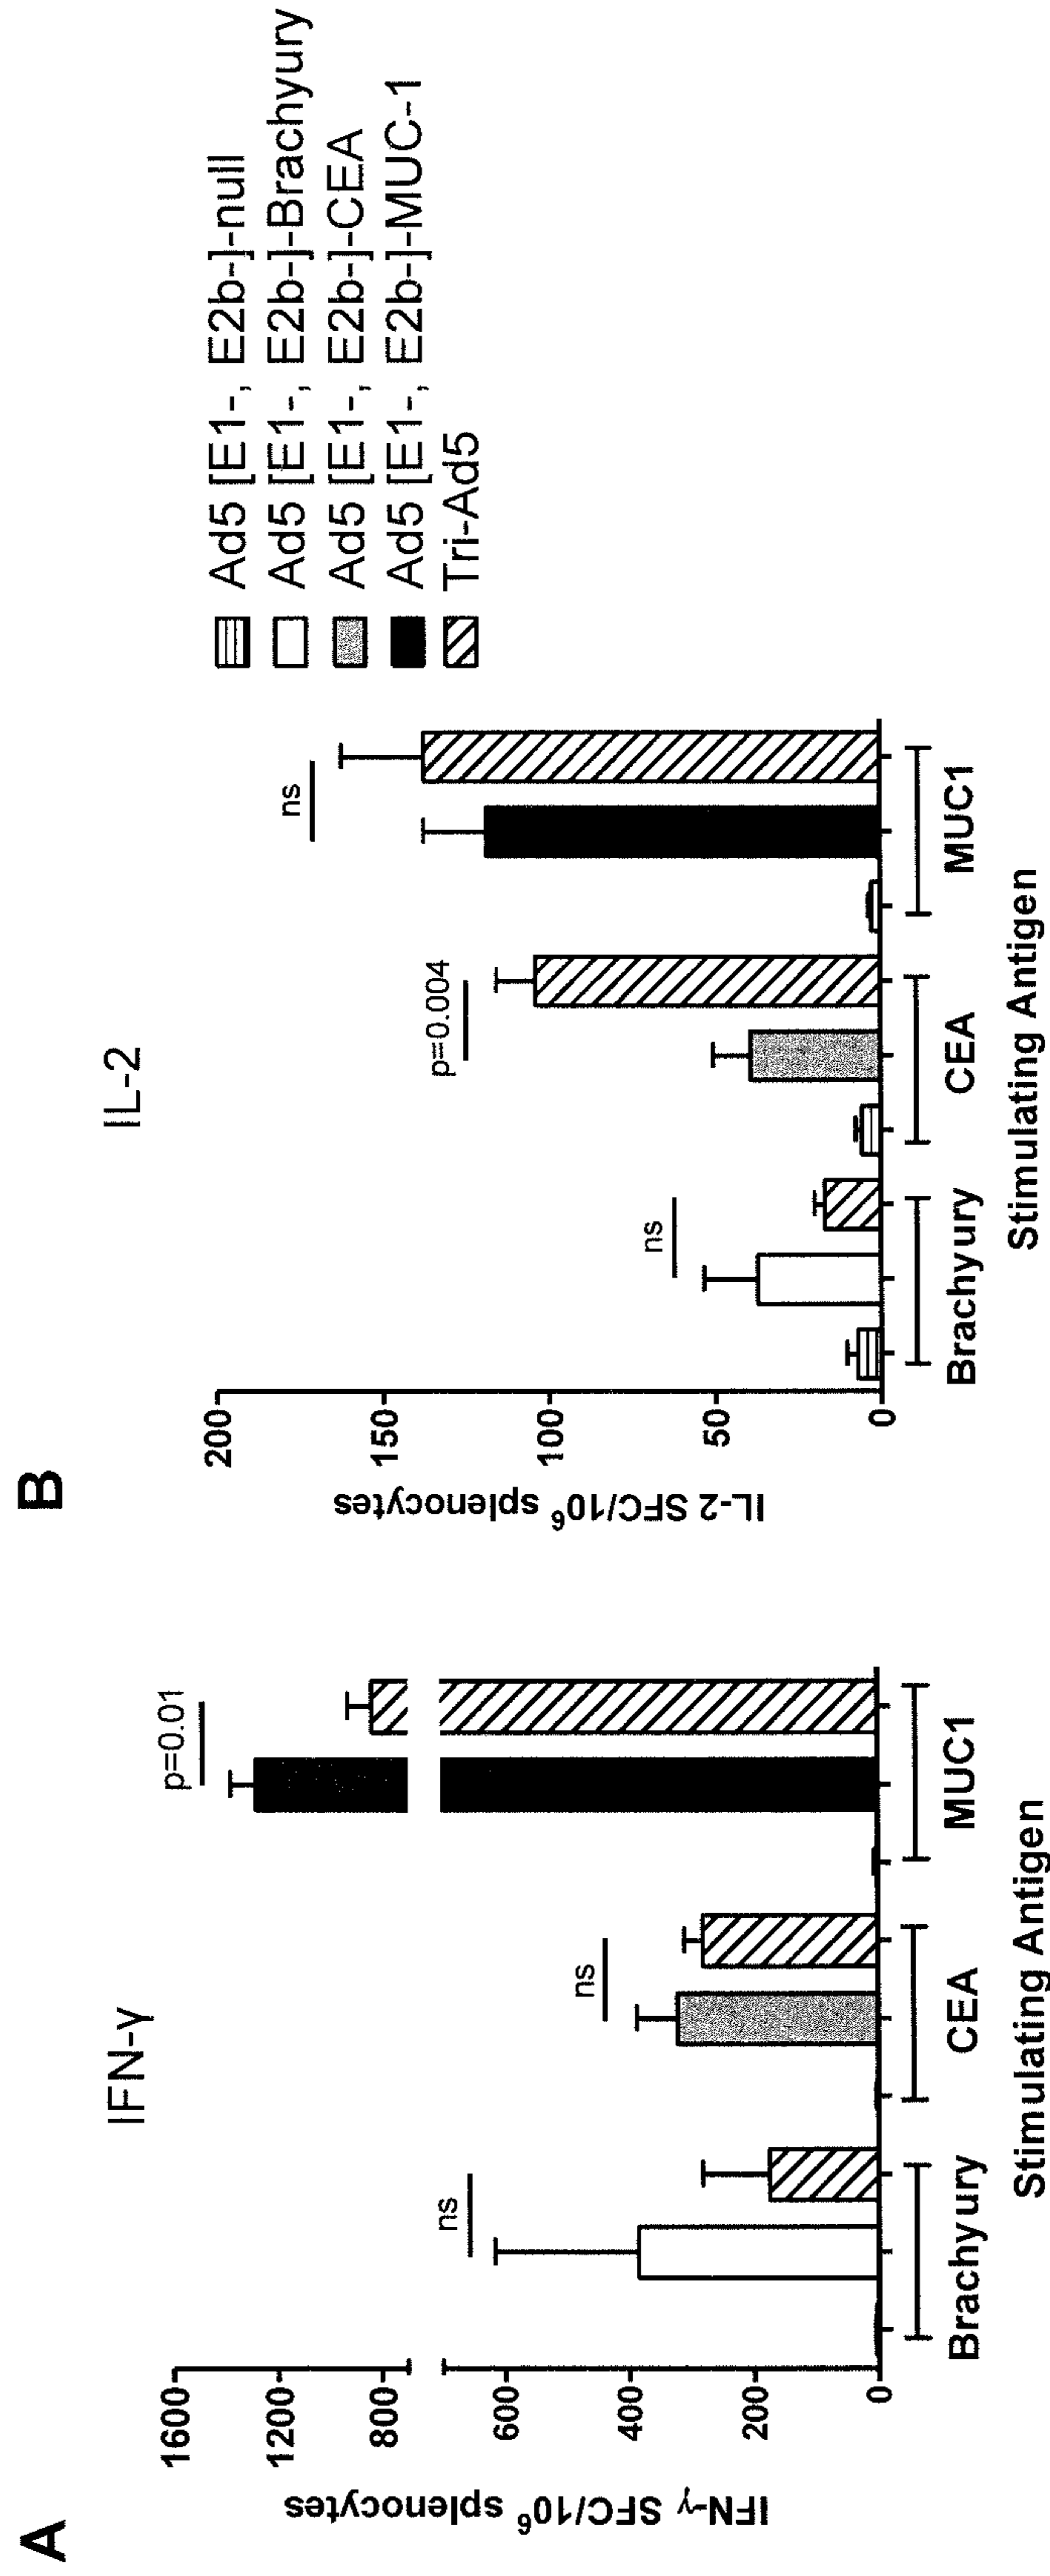 A
IFN-γ
IFN-γ SFC/10⁶ splenocytes
1600
1200
800
600
400
200
0
ns
ns
p=0.01
Brachyury
CEA
MUC1
Stimulating Antigen
B
IL-2
IL-2 SFC/10⁶ splenocytes
200
150
100
50
0
ns
p=0.004
ns
Brachyury
CEA
MUC1
Stimulating Antigen
Ad5 [E1-, E2b-]-null
Ad5 [E1-, E2b-]-Brachyury
Ad5 [E1-, E2b-]-CEA
Ad5 [E1-, E2b-]-MUC-1
Tri-Ad5